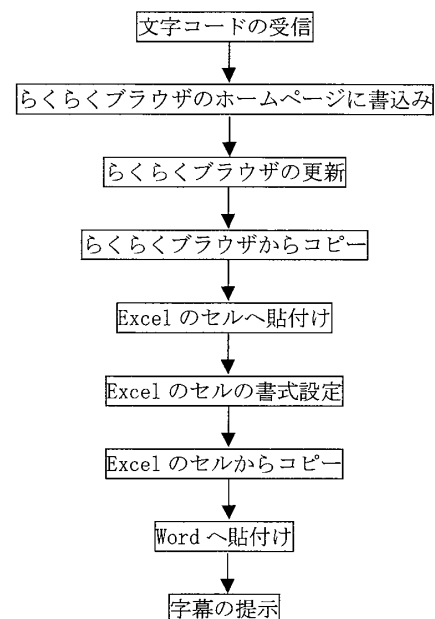 文字コードの受信
らくらくブラウザのホームページに書込み
らくらくブラウザの更新
らくらくブラウザからコピー
Excel のセルへ貼付け
Excel のセルの書式設定
Excel のセルからコピー
Word へ貼付け
字幕の提示